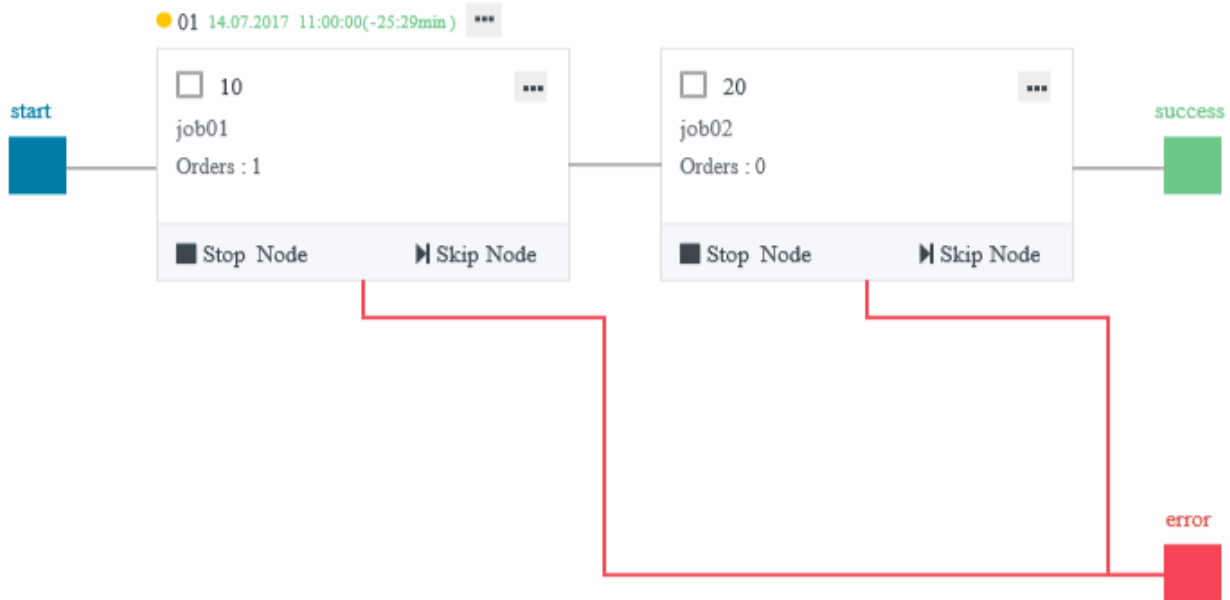 01 14.07.2017 11:00:00(-25:29min )
start
10
job01
Orders : 1
Stop Node
Skip Node
20
job02
Orders : 0
Stop Node
Skip Node
success
error